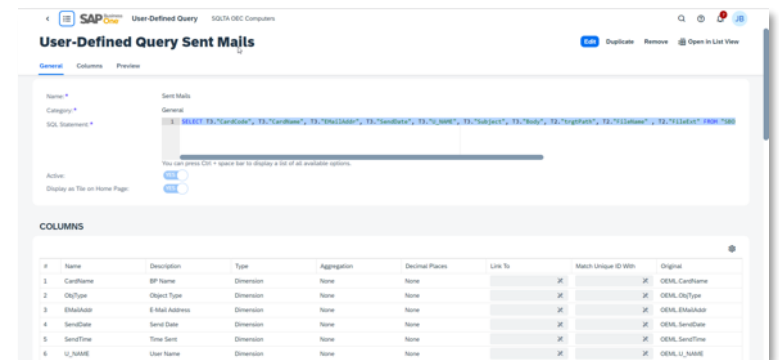 SAP Business One User-Defined Query SQLTA OEC Computers JB
User-Defined Query Sent Mails
Edit Duplicate Remove Open in List View
General Columns Preview
Name:* Sent Mails
Category:* General
SQL Statement:* 1 SELECT T3."CardCode", T3."CardName", T3."EMailAddr", T3."SendDate", T3."U_NAME", T3."Subject", T3."Body", T2."trgtPath", T2."FileName" , T2."FileExt" FROM "SBO
You can press Ctrl + space bar to display a list of all available options.
Active: YES
Display as Tile on Home Page: YES
COLUMNS
# Name Description Type Aggregation Decimal Places Link To Match Unique ID With Original
1 CardName BP Name Dimension None None OEML.CardName
2 ObjType Object Type Dimension None None OEML.ObjType
3 EMailAddr E-Mail Address Dimension None None OEML.EMailAddr
4 SendDate Send Date Dimension None None OEML.SendDate
5 SendTime Time Sent Dimension None None OEML.SendTime
6 U_NAME User Name Dimension None None OEML.U_NAME